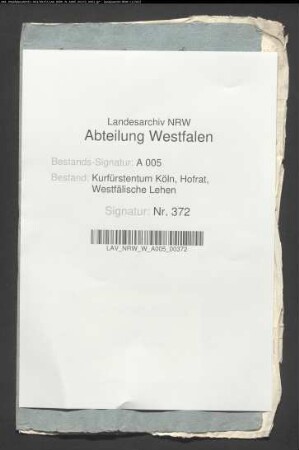 Landesarchiv NRW
Abteilung Westfalen
Bestands-Signatur: A 005
Bestand: Kurfürstentum Köln, Hofrat,
Westfälische Lehen
Signatur: Nr. 372
LAV_NRW_W_A005_00372